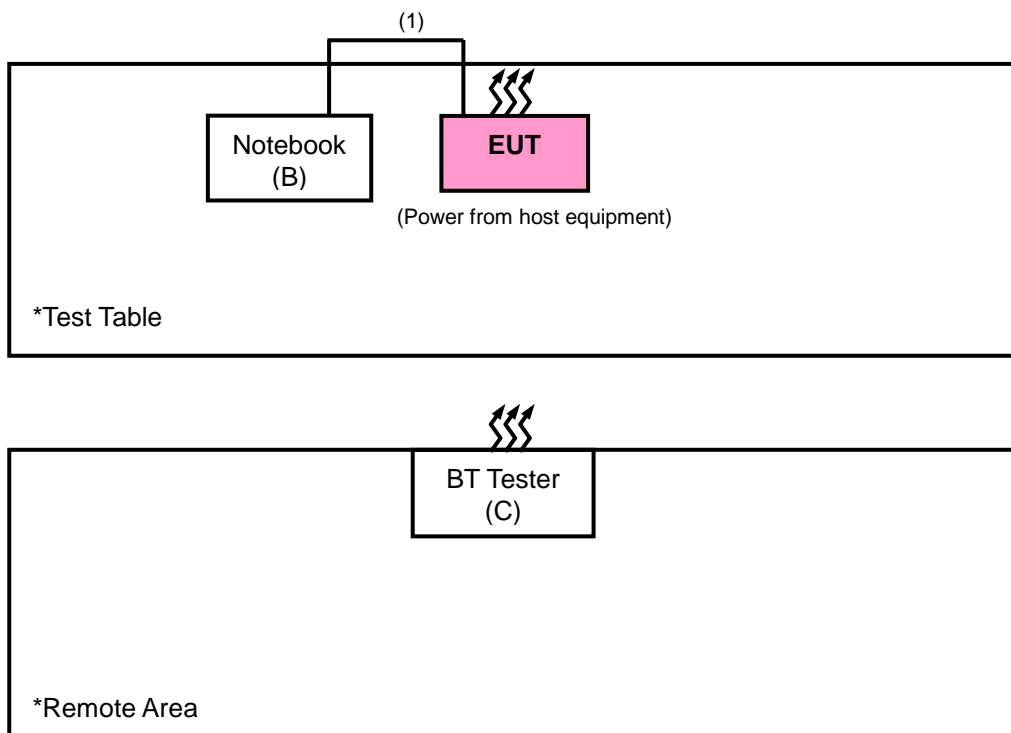 (1)
Notebook
(B)
EUT
(Power from host equipment)
*Test Table
BT Tester
(C)
*Remote Area